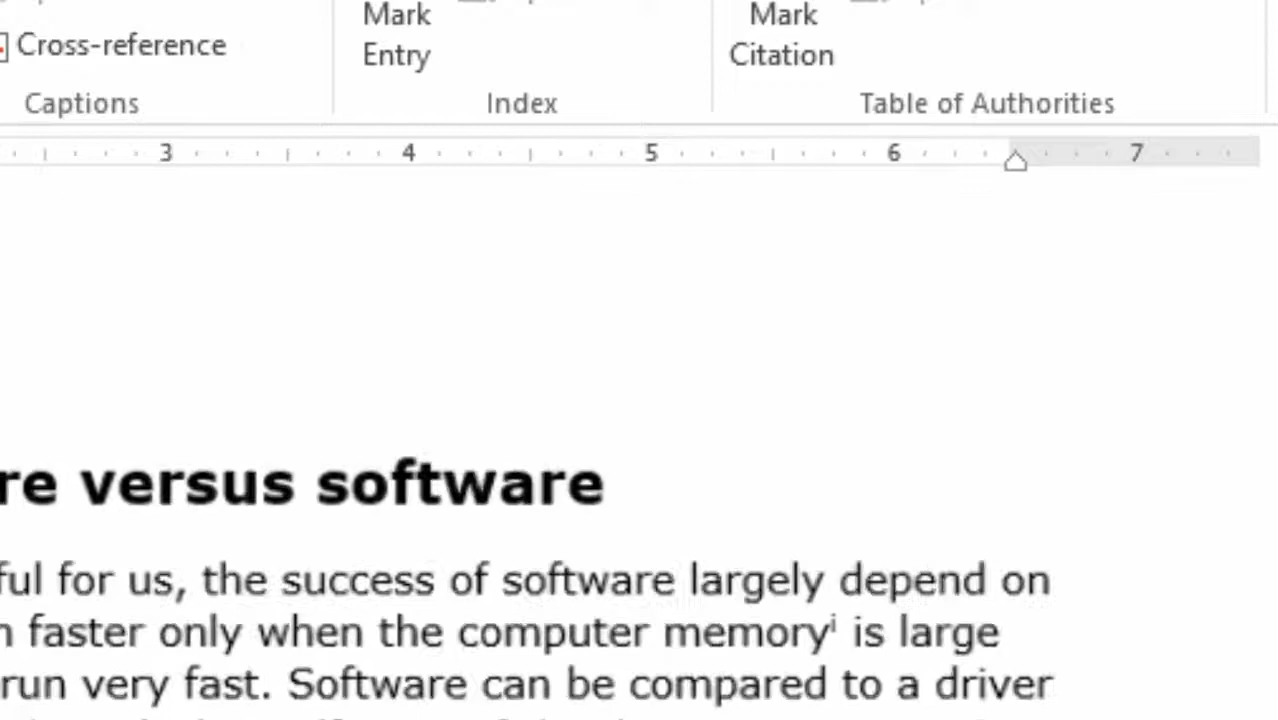 Mark
Mark
Cross-reference
Entry
Citation
Captions
Index
Table of Authorities
3 4 5 6 7
re versus software
ful for us, the success of software largely depend on
faster only when the computer memoryⁱ is large
run very fast. Software can be compared to a driver